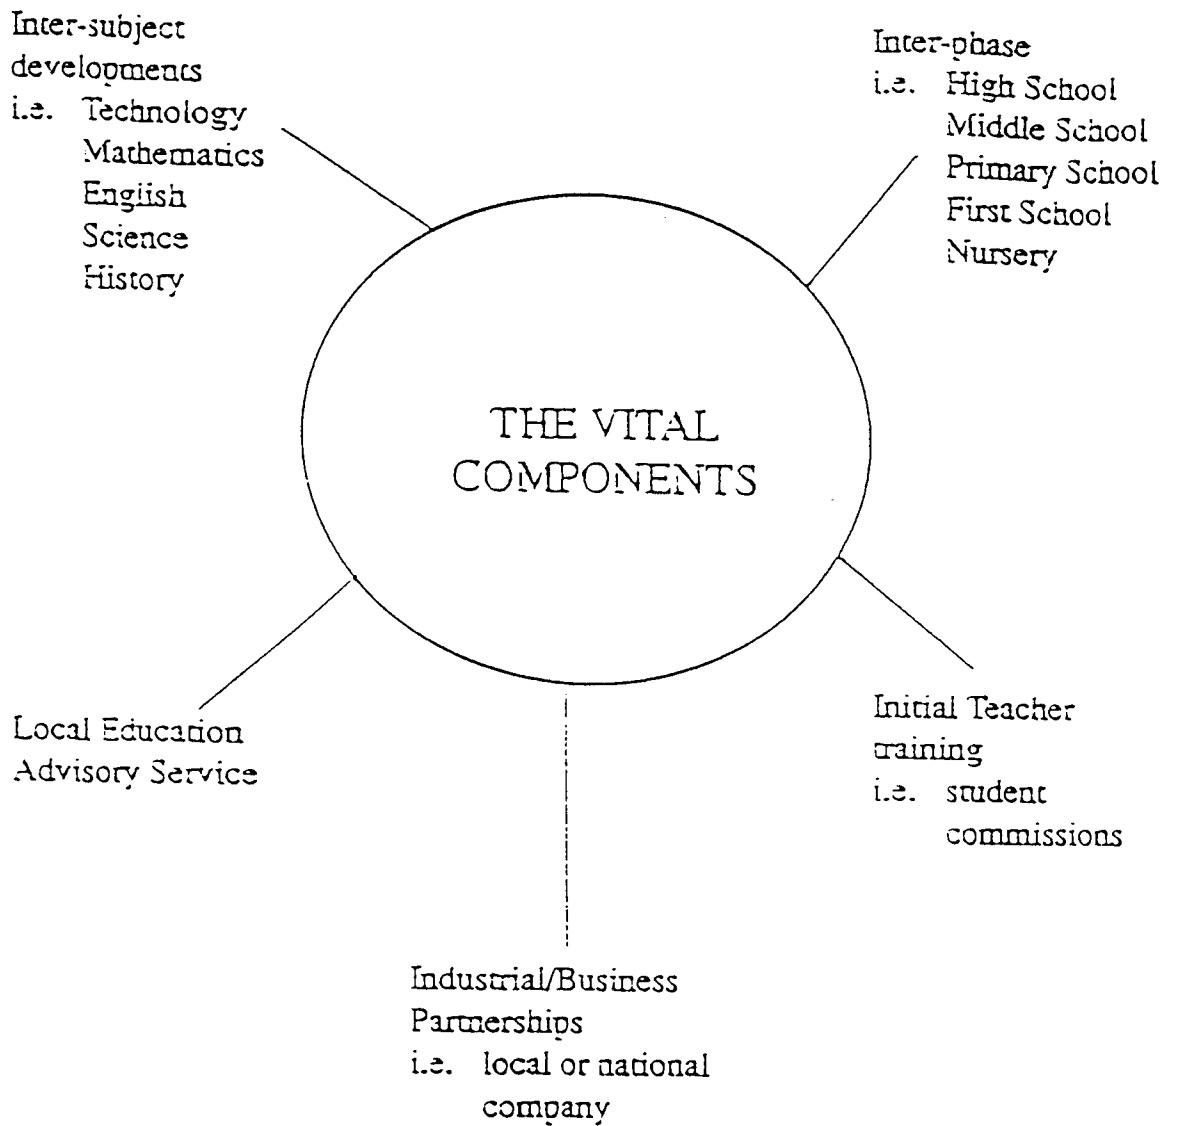 Inter-subject
developments
i.e. Technology
Mathematics
English
Science
History
Inter-phase
i.e. High School
Middle School
Primary School
First School
Nursery
THE VITAL
COMPONENTS
Local Education
Advisory Service
Initial Teacher
training
i.e. student
commissions
Industrial/Business
Partnerships
i.e. local or national
company